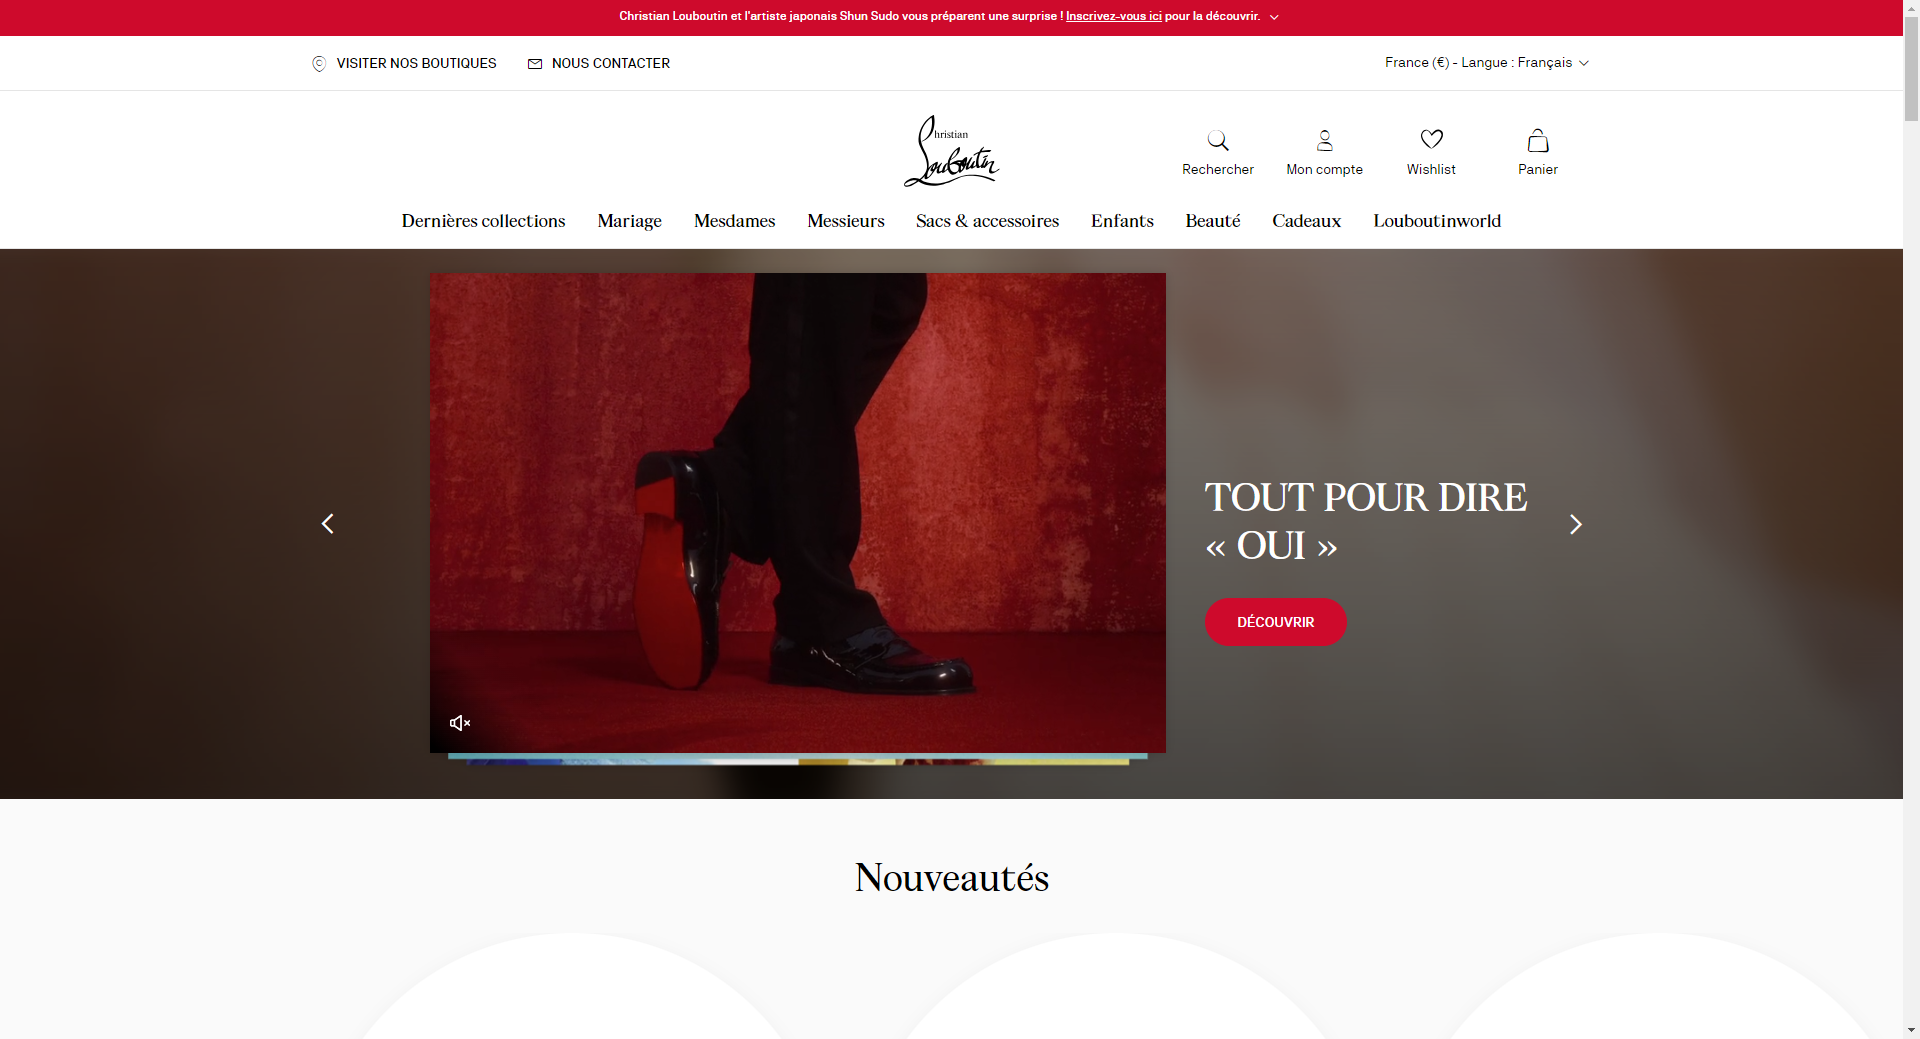 Christian Louboutin et l'artiste japonais Shun Sudo vous préparent une surprise ! Inscrivez-vous ici pour la découvrir.
VISITER NOS BOUTIQUES
NOUS CONTACTER
France (€) - Langue : Français
Christian
Louboutin
Rechercher
Mon compte
Wishlist
Panier
Dernières collections
Mariage
Mesdames
Messieurs
Sacs & accessoires
Enfants
Beauté
Cadeaux
Louboutinworld
TOUT POUR DIRE
« OUI »
DÉCOUVRIR
Nouveautés